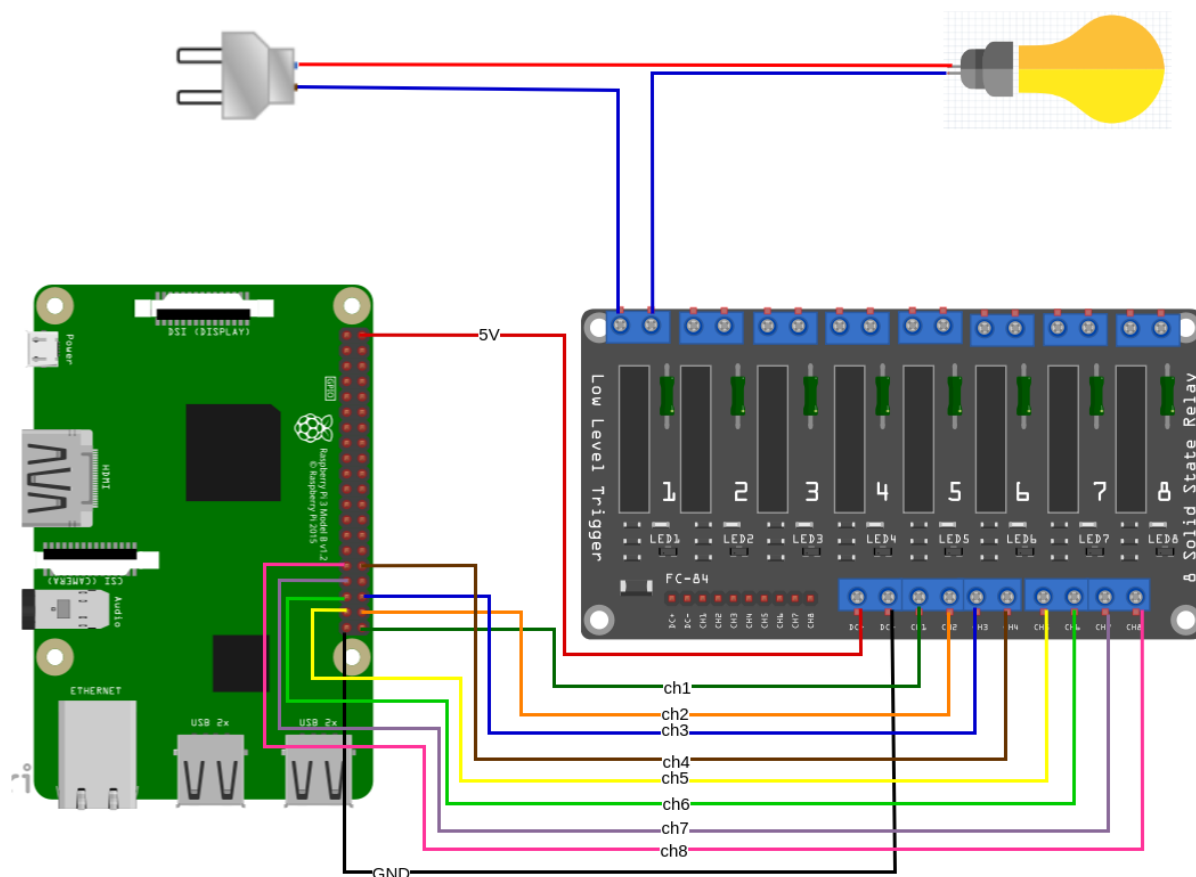 5V
DSI (DISPLAY)
Power
GPIO
HDMI
Raspberry Pi 3 Model B v1.2
© Raspberry Pi 2015
CSI (CAMERA)
Audio
ETHERNET
USB 2x
USB 2x
Low Level Trigger
1 2 3 4 5 6 7 8
LED1 LED2 LED3 LED4 LED5 LED6 LED7 LED8
8 Solid State Relay
FC-84
DC+ DC- CH1 CH2 CH3 CH4 CH5 CH6 CH7 CH8
CH1 CH2 CH3 CH4 CH5 CH6 CH7 CH8
ch1
ch2
ch3
ch4
ch5
ch6
ch7
ch8
GND